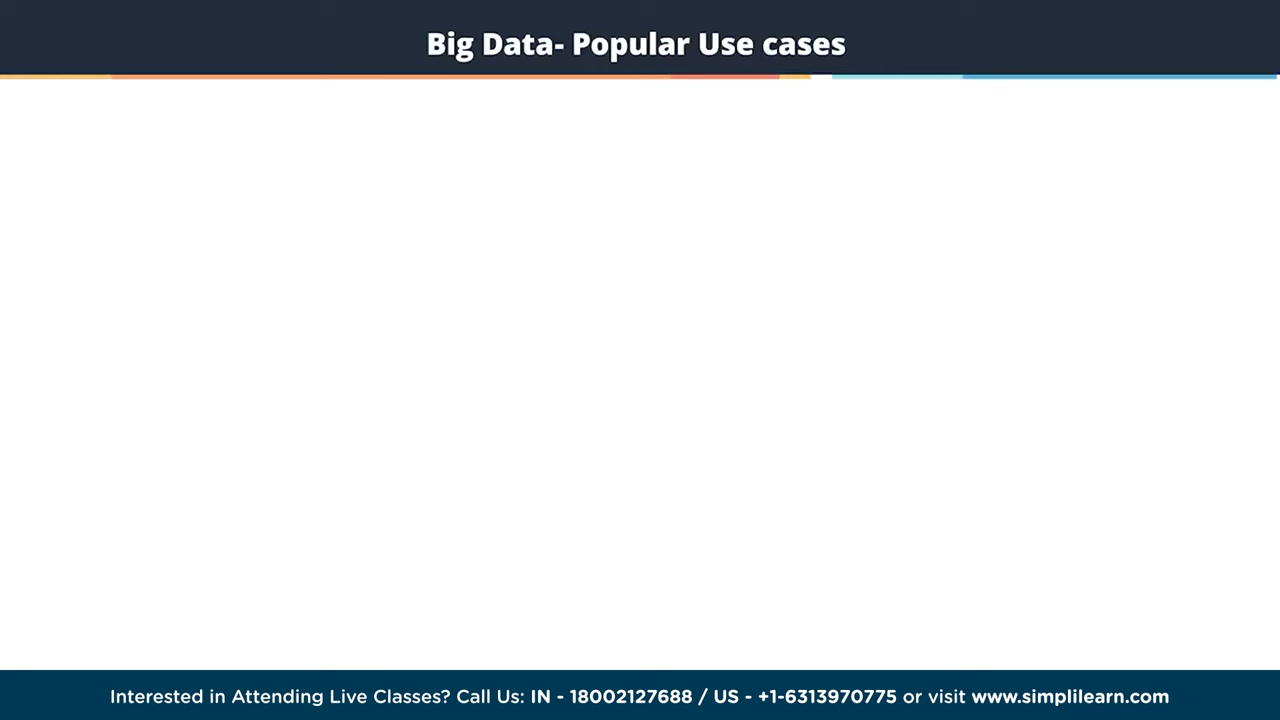 Big Data- Popular Use cases
Interested in Attending Live Classes? Call Us: IN - 18002127688 / US - +1-6313970775 or visit www.simplilearn.com